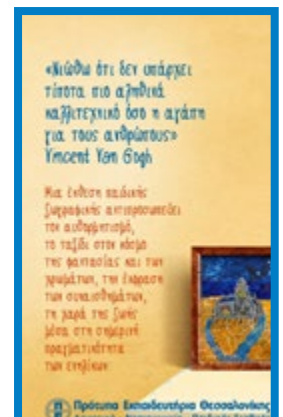 «Νιώθω ότι δεν υπάρχει
τίποτα πιο αληθινά
καλλιτεχνικό όσο η αγάπη
για τους ανθρώπους»
Vincent Van Gogh
Μια έκθεση παιδικής
ζωγραφικής αντιπροσωπεύει
τον αυθορμητισμό,
το ταξίδι στον κόσμο
της φαντασίας και των
χρωμάτων, την έκφραση
των συναισθημάτων,
τη χαρά της ζωής
μέσα στη σημερινή
πραγματικότητα
των ενηλίκων
Πρότυπα Εκπαιδευτήρια Θεσσαλονίκης